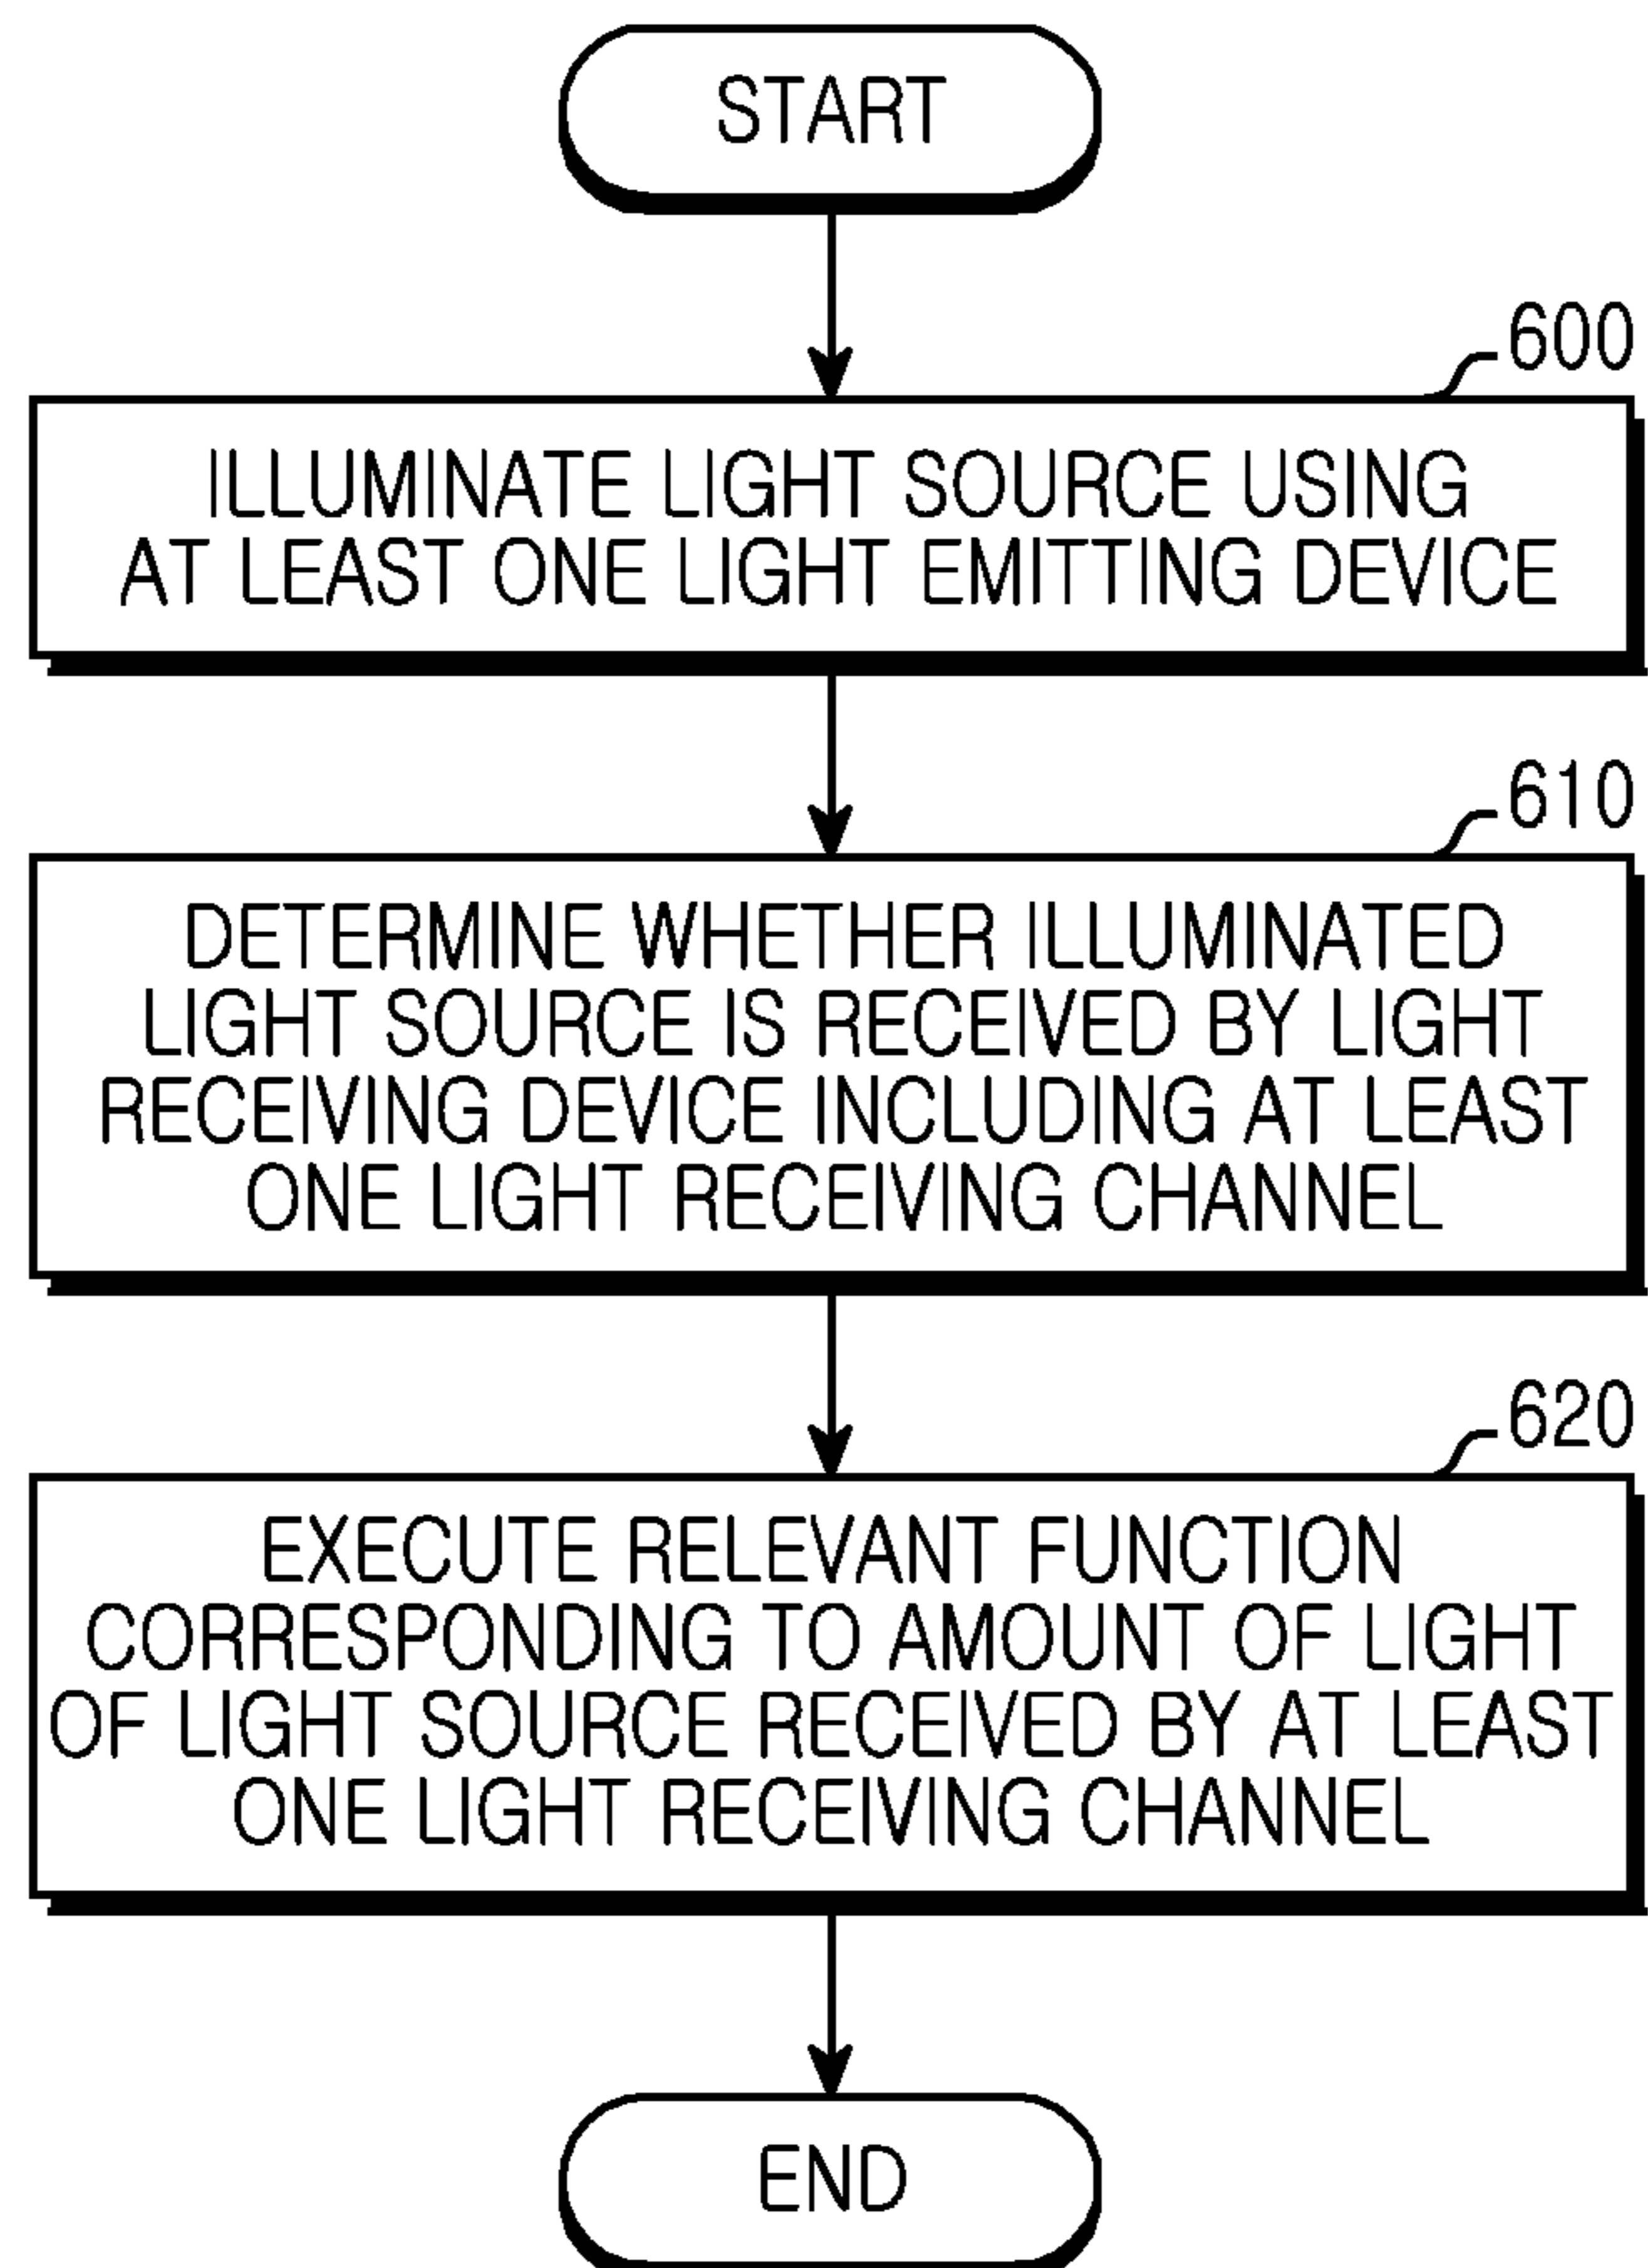 START
600
ILLUMINATE LIGHT SOURCE USING
AT LEAST ONE LIGHT EMITTING DEVICE
610
DETERMINE WHETHER ILLUMINATED
LIGHT SOURCE IS RECEIVED BY LIGHT
RECEIVING DEVICE INCLUDING AT LEAST
ONE LIGHT RECEIVING CHANNEL
620
EXECUTE RELEVANT FUNCTION
CORRESPONDING TO AMOUNT OF LIGHT
OF LIGHT SOURCE RECEIVED BY AT LEAST
ONE LIGHT RECEIVING CHANNEL
END